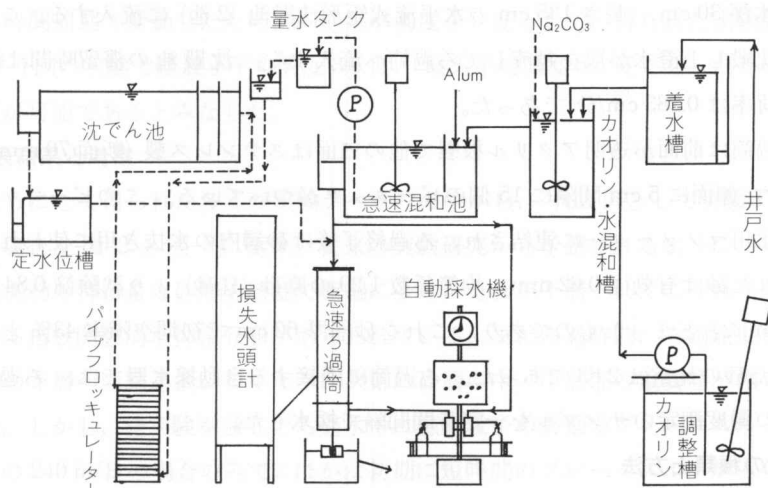 量水タンク
Na₂CO₃
Alum
P
沈でん池
着水槽
急速混和池
カオリン水混和槽
井戸水
定水位槽
パルプフロッキュレーター
損失水頭計
急速ろ過筒
自動採水機
P
カオリン
調整槽